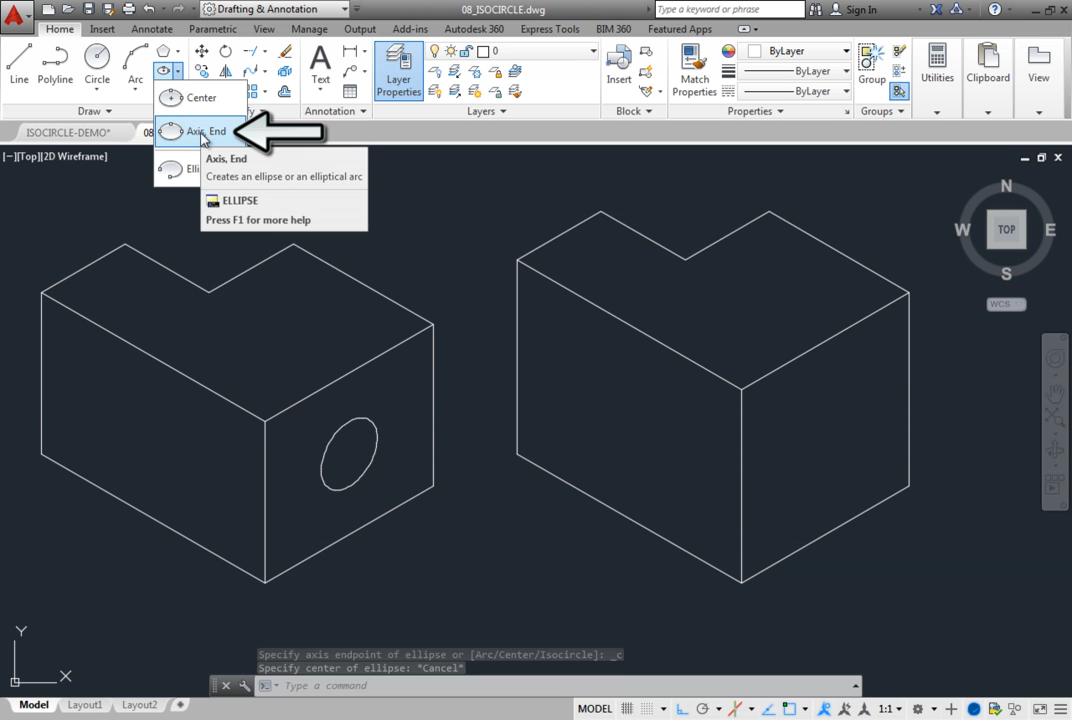 Drafting & Annotation
08_ISOCIRCLE.dwg
Type a keyword or phrase
Sign In
Home
Insert
Annotate
Parametric
View
Manage
Output
Add-ins
Autodesk 360
Express Tools
BIM 360
Featured Apps
Line
Polyline
Circle
Arc
Text
Layer
Properties
0
Insert
Match
Properties
ByLayer
ByLayer
ByLayer
Group
Utilities
Clipboard
View
Draw
Annotation
Layers
Block
Properties
Groups
Center
Axis, End
Elli
ISOCIRCLE-DEMO*
08
[−][Top][2D Wireframe]
Axis, End
Creates an ellipse or an elliptical arc
ELLIPSE
Press F1 for more help
N
W
TOP
E
S
WCS
Y
X
Specify axis endpoint of ellipse or [Arc/Center/Isocircle]: _c
Specify center of ellipse: *Cancel*
Type a command
Model
Layout1
Layout2
MODEL
1:1